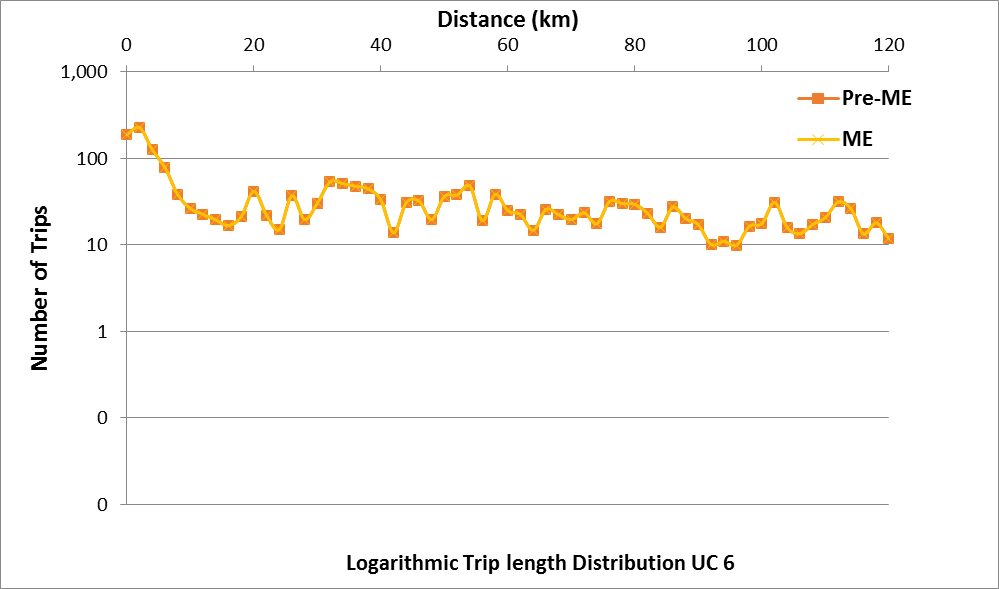 Distance (km)
0 20 40 60 80 100 120
1,000
100
10
1
0
0
Number of Trips
Pre-ME
ME
Logarithmic Trip length Distribution UC 6